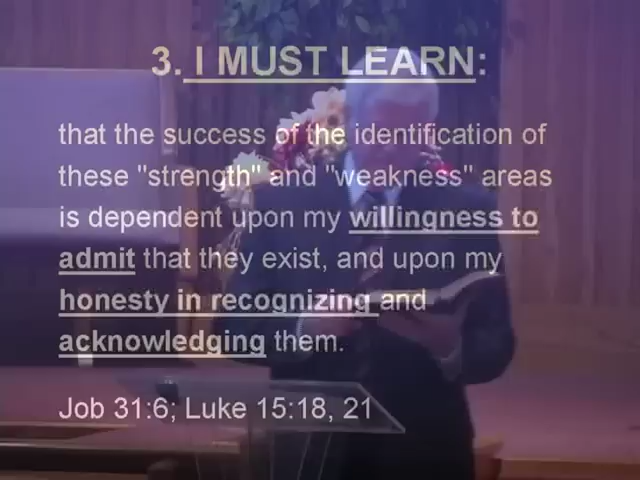 3. I MUST LEARN:
that the success of the identification of
these "strength" and "weakness" areas
is dependent upon my willingness to
admit that they exist, and upon my
honesty in recognizing and
acknowledging them.
Job 31:6; Luke 15:18, 21